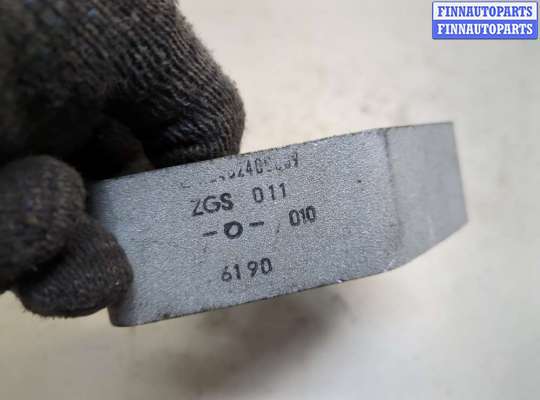 FINNAUTOPARTS
FINNAUTOPARTS
ZGS 011
-O- 010
6190